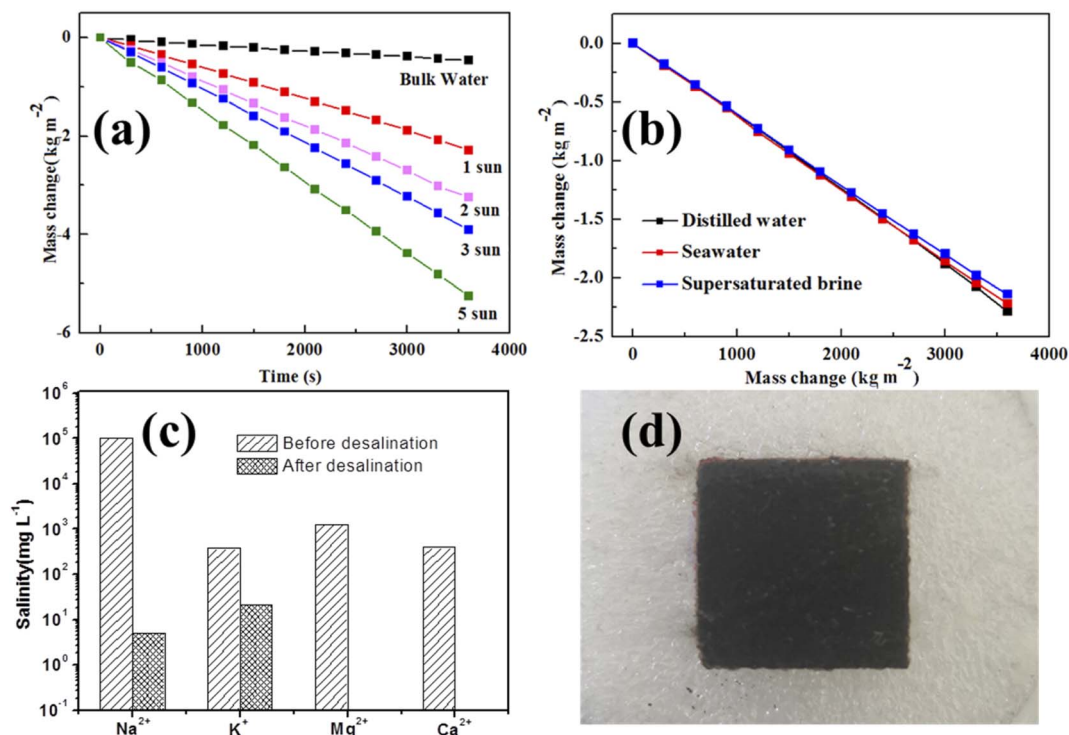 (a)
Mass change( kg m-2)
0
-2
-4
-6
Bulk Water
1 sun
2 sun
3 sun
5 sun
0 1000 2000 3000 4000
Time (s)
(b)
Mass change (kg m-2)
0.0
-0.5
-1.0
-1.5
-2.0
-2.5
Distilled water
Seawater
Supersaturated brine
0 1000 2000 3000 4000
Mass change (kg m-2)
(c)
Salinity(mg L-1)
10^6
10^5
10^4
10^3
10^2
10^1
10^0
10^-1
Before desalination
After desalination
Na2+ K+ Mg2+ Ca2+
(d)